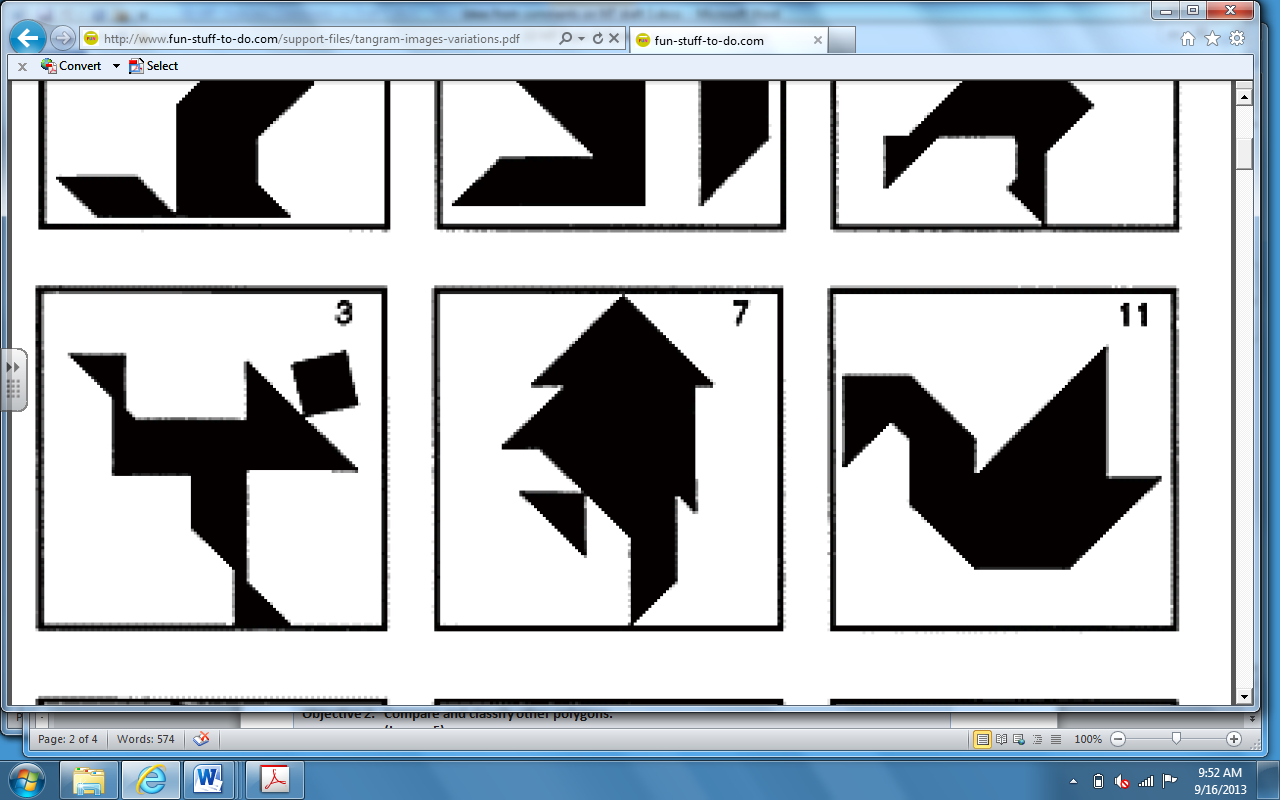 http://www.fun-stuff-to-do.com/support-files/tangram-images-variations.pdf
fun-stuff-to-do.com
x Convert Select
3
7
11
Objective 2. Compare and classify other polygons.
Page: 2 of 4 Words: 574 100%
9:52 AM
9/16/2013